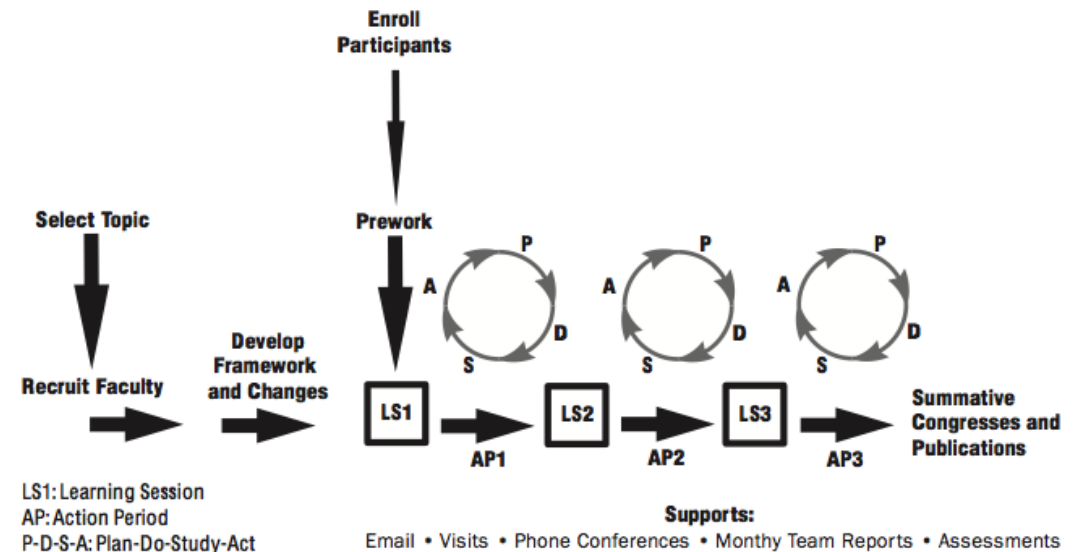 Enroll
Participants
Select Topic
Prework
P
A
D
S
P
A
D
S
P
A
D
S
Recruit Faculty
Develop
Framework
and Changes
LS1
AP1
LS2
AP2
LS3
AP3
Summative
Congresses and
Publications
LS1: Learning Session
AP: Action Period
P-D-S-A: Plan-Do-Study-Act
Supports:
Email • Visits • Phone Conferences • Monthy Team Reports • Assessments